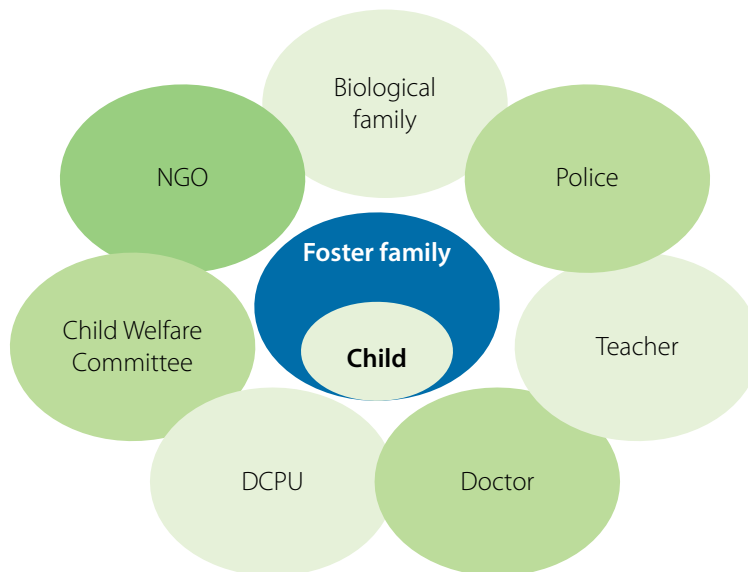 Biological
family
NGO
Police
Foster family
Child Welfare
Committee
Child
Teacher
DCPU
Doctor